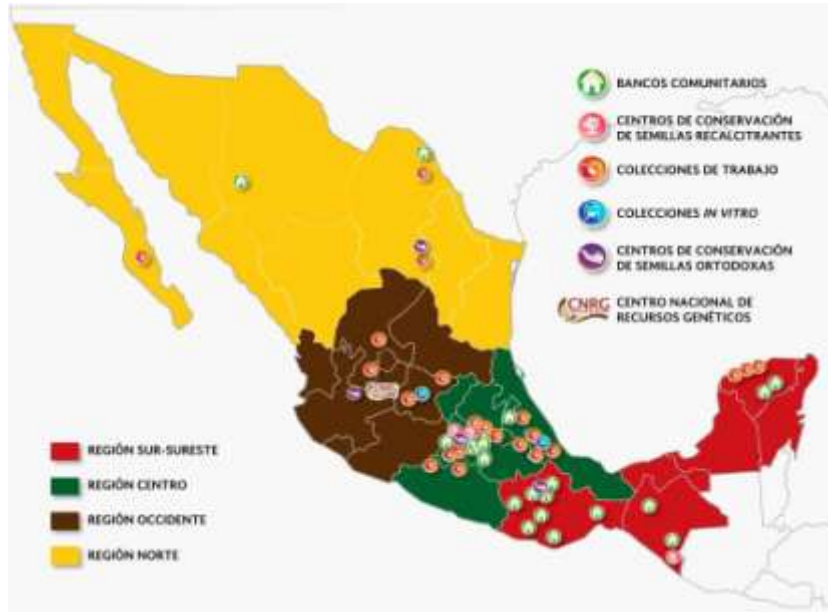 BANCOS COMUNITARIOS
CENTROS DE CONSERVACIÓN
DE SEMILLAS RECALCITRANTES
COLECCIONES DE TRABAJO
COLECCIONES IN VITRO
CENTROS DE CONSERVACIÓN
DE SEMILLAS ORTODOXAS
CNRG
CENTRO NACIONAL DE
RECURSOS GENÉTICOS
CNRG
REGIÓN SUR-SURESTE
REGIÓN CENTRO
REGIÓN OCCIDENTE
REGIÓN NORTE